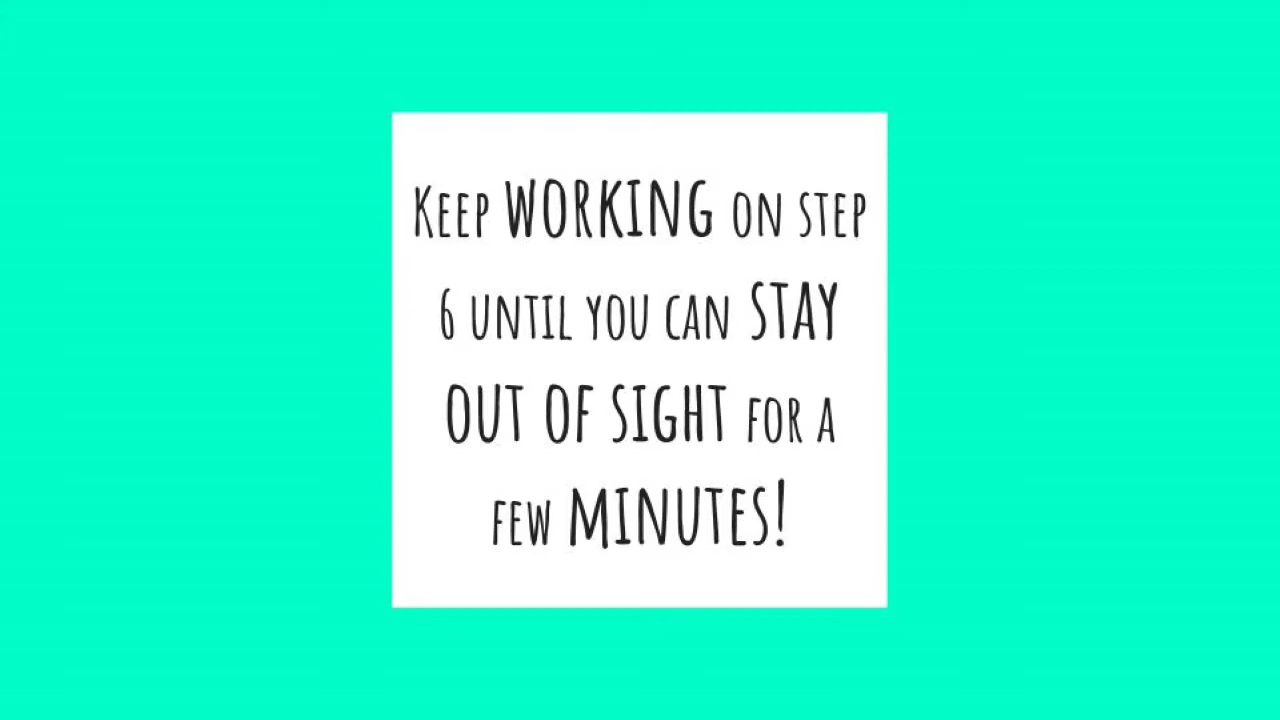 Keep WORKING on step
6 until you can STAY
OUT OF SIGHT for a
few MINUTES!